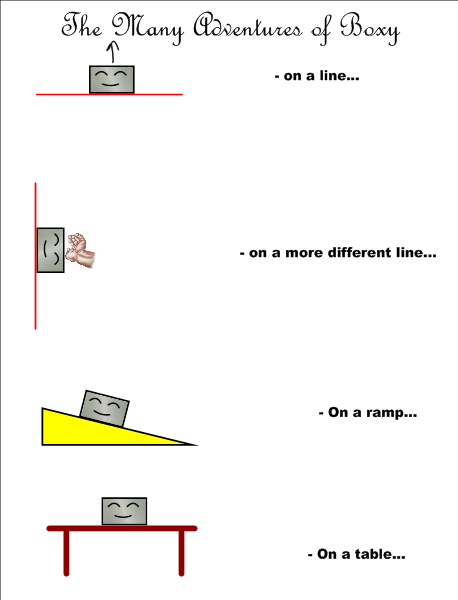 The Many Adventures of Boxy
- on a line...
- on a more different line...
- On a ramp...
- On a table...